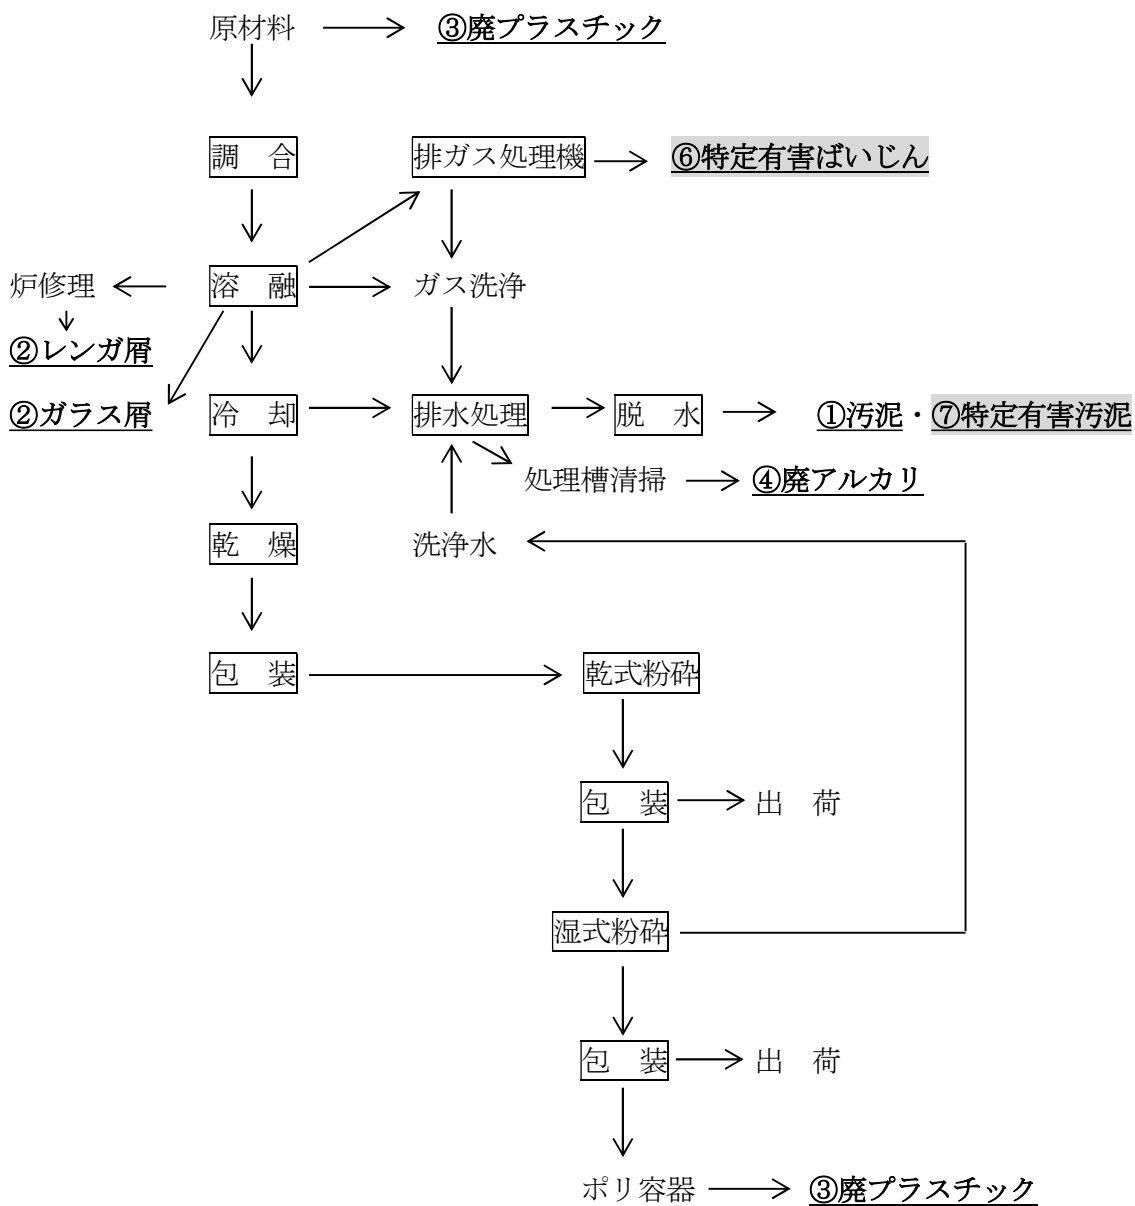 原材料 ③廃プラスチック
調　合 排ガス処理機 ⑥特定有害ばいじん
炉修理 溶　融 ガス洗浄
②レンガ屑
②ガラス屑 冷　却 排水処理 脱　水 ①汚泥・⑦特定有害汚泥
処理槽清掃 ④廃アルカリ
乾　燥 洗浄水
包　装 乾式粉砕
包　装 出　荷
湿式粉砕
包　装 出　荷
ポリ容器 ③廃プラスチック